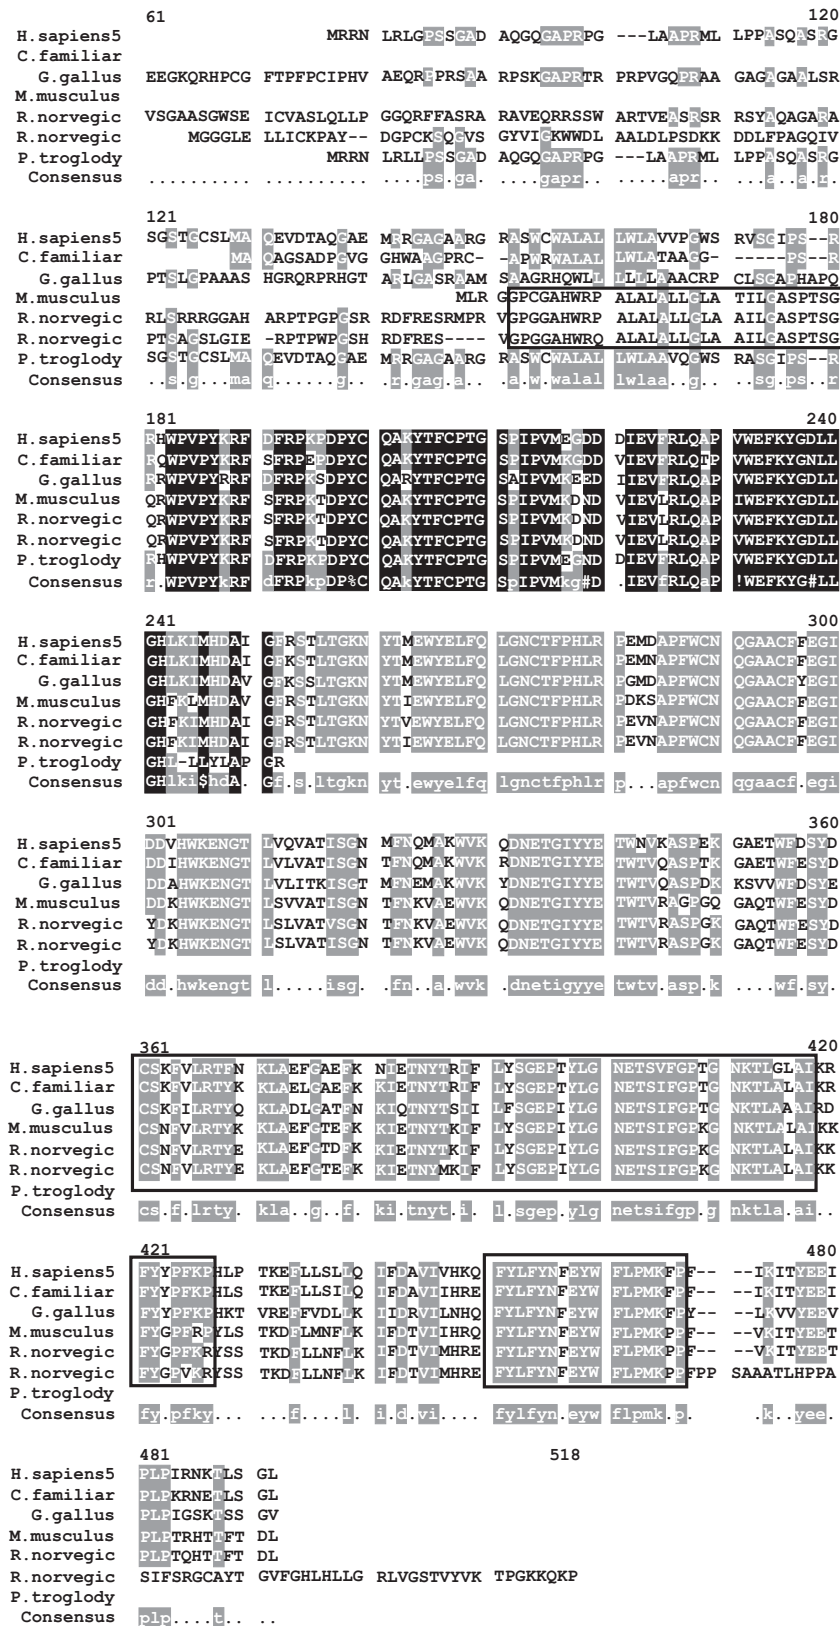 61 120
H.sapiens5 MRRN LRLGPSSGAD AQGQGAPRPG ---LAAPRML LPPASQASRG
C.familiar
G.gallus EEGKQRHPCG FTPFPCIPHV AEQRPPRSAA RPSKGAPRTR PRPVGQPRAA GAGAGAALSR
M.musculus
R.norvegic VSGAASGWSE ICVASLQLLP GGQRFFASRA RAVEQRRSSW ARTVEASRSR RSYAQAGARA
R.norvegic MGGGLE LLICKPAY-- DGPCKSQGVS GYVIGKWWDL AALDLPSDKK DDLFPAGQIV
P.troglody MRRN LRLLPSSGAD AQGQGAPRPG ---LAAPRML LPPASQASRG
Consensus .......... .......... ....ps.ga. ....gapr.. .....apr.. ...a..a.r.
121 180
H.sapiens5 SGSTGCSLMA QEVDTAQGAE MRRGAGAARG RASWCWALAL LWLAVVPGWS RVSGIPS--R
C.familiar MA QAGSADPGVG GHWAAGPRC- APWRWALAL LWLATAAGG- ----PS--R
G.gallus PTSLGPAAAS HGRQRPRHGT ARLGASRAAM SAAGRHQWLL LLLLAAACRP CLSGAPHAPQ
M.musculus MLR GGPCGAHWRP ALALALLGLA TILGASPTSG
R.norvegic RLSRRRGGAH ARPTPGPGSR RDFRESRMPR VGPGGAHWRP ALALALLGLA AILGASPTSG
R.norvegic PTSAGSLGIE -RPTPWPGSH RDFRES---- VGPGGAHWRQ ALALALLGLA AILGASPTSG
P.troglody SGSTGCSLMA QEVDTAQGAE MRRGAGAARG RASWCWALAL LWLAAVQGWS RASGIPS--R
Consensus ..s.g...ma q......g.. .r.gag.a.. a.w.walal lwlaa..g.. ..sg.ps..r
181 240
H.sapiens5 RHWPVPYKRF DFRPKPDPYC QAKYTFCPTG SPIPVMEGDD DIEVFRLQAP VWEFKYGDLL
C.familiar RQWPVPYKRF SFRPEPDPYC QAKYTFCPTG SPIPVMKGDD VIEVFRLQTP VWEFKYGNLL
G.gallus RRWPVPYRRF DFRPKSDPYC QARYTFCPTG SAIPVMKEED IIEVFRLQAP VWEFKYGDLL
M.musculus QRWPVPYKRF SFRPKTDPYC QAKYTFCPTG SPIPVMKDND VIEVLRLQAP IWEFKYGDLL
R.norvegic QRWPVPYKRF SFRPKTDPYC QAKYTFCPTG SPIPVMKDND VIEVLRLQAP VWEFKYGDLL
R.norvegic QRWPVPYKRF SFRPKTDPYC QAKYTFCPTG SPIPVMKDND VIEVLRLQAP VWEFKYGDLL
P.troglody RHWPVPYKRF DFRPKPDPYC QAKYTFCPTG SPIPVMEGND DIEVFRLQAP VWEFKYGDLL
Consensus r.WPVPYkRF dFRPkpDP%C QAkYTFCPTG SpIPVMkg#D .IEVfRLQaP !WEFKYG#LL
241 300
H.sapiens5 GHLKIMHDAI GFRSTLTGKN YTMEWYELFQ LGNCTFPHLR PEMDAPFWCN QGAACFFEGI
C.familiar GHLKIMHDAI GFKSTLTGKN YTMEWYELFQ LGNCTFPHLR PEMNAPFWCN QGAACFFEGI
G.gallus GHLKIMHDAV GFKSSLTGKN YTMEWYELFQ LGNCTFPHLR PGMDAPFWCN QGAACFYEGI
M.musculus GHFKLMHDAV GFRSTLTGKN YTIEWYELFQ LGNCTFPHLR PDKSAPFWCN QGAACFFEGI
R.norvegic GHFKIMHDAI GFRSTLTGKN YTVEWYELFQ LGNCTFPHLR PEVNAPFWCN QGAACFFEGI
R.norvegic GHFKIMHDAI GFRSTLTGKN YTIEWYELFQ LGNCTFPHLR PEVNAPFWCN QGAACFFEGI
P.troglody GHL-LLYLAP GR
Consensus GHlki$hdA. Gf.s.ltgkn yt.ewyelfq lgnctfphlr p...apfwcn qgaacf.egi
301 360
H.sapiens5 DDVHWKENGT LVQVATISGN MFNQMAKWVK QDNETGIYYE TWNVKASPEK GAETWFDSYD
C.familiar DDIHWKENGT LVLVATISGN TFNQMAKWVK RDNETGIYYE TWTVQASPTK GAETWFESYD
G.gallus DDAHWKENGT LVLITKISGT MFNEMAKWVK YDNETGIYYE TWTVQASPDK KSVVWFDSYE
M.musculus DDKHWKENGT LSVVATISGN TFNKVAEWVK QDNETGIYYE TWTVRAGPGQ GAQTWFESYD
R.norvegic YDKHWKENGT LSLVATVSGN TFNKVAEWVK QDNETGIYYE TWTVRASPGK GAQTWFESYD
R.norvegic YDKHWKENGT LSLVATISGN TFNKVAEWVK QDNETGIYYE TWTVRASPGK GAQTWFESYD
P.troglody
Consensus dd.hwkengt l.....isg. .fn..a.wvk .dnetigyye twtv.asp.k ....wf.sy.
361 420
H.sapiens5 CSKFVLRTFN KLAEFGAEFK NIETNYTRIF LYSGEPTYLG NETSVFGPTG NKTLGLAIKR
C.familiar CSKFVLRTYK KLAELGAEFK KIETNYTRIF LYSGEPTYLG NETSIFGPTG NKTLALAIKR
G.gallus CSKFILRTYQ KLADLGATFN KIQTNYTSII LFSGEPIYLG NETSIFGPTG NKTLAAAIRD
M.musculus CSNFVLRTYK KLAEFGTEFK KIETNYTKIF LYSGEPIYLG NETSIFGPKG NKTLALAIKK
R.norvegic CSNFVLRTYE KLAEFGTDFK KIETNYTKIF LYSGEPIYLG NETSIFGPKG NKTLALAIKK
R.norvegic CSNFVLRTYE KLAEFGTEFK KIETNYMKIF LYSGEPIYLG NETSIFGPKG NKTLALAIKK
P.troglody
Consensus cs.f.lrty. kla..g..f. ki.tnyt.i. l.sgep.ylg netsifgp.g nktla.ai..
421 480
H.sapiens5 FYYPFKPHLP TKEFLLSLLQ IFDAVIVHKQ FYLFYNFEYW FLPMKFPF-- -IKITYEEI
C.familiar FYYPFKPHLS TKEFLLSILQ IFDAVIIHRE FYLFYNFEYW FLPMKFPF-- -IKITYEEI
G.gallus FYYPFKPHKT VREFFVDLLK IIDRVILNHQ FYLFYNFEYW FLPMKFPY-- -LKVVYEEV
M.musculus FYGPFRPYLS TKDFLMNFLK IIDTVIIHRQ FYLFYNFEYW FLPMKPPF-- -VKITYEET
R.norvegic FYGPFKRYSS TKDFLLNFLK IFDTVIMHRE FYLFYNFEYW FLPMKPPF-- -VKITYEET
R.norvegic FYGPVKRYSS TKDFLLNFLK IFDTVIMHRE FYLFYNFEYW FLPMKPPFPP SAAATLHPPA
P.troglody
Consensus fy.pfky... ...f...l. i.d.vi.... fylfyn.eyw flpmk.p. .k..yee.
481 518
H.sapiens5 PLPIRNKTLS GL
C.familiar PLPKRNETLS GL
G.gallus PLPIGSKTSS GV
M.musculus PLPTRHTTFT DL
R.norvegic PLPTQHTTFT DL
R.norvegic SIFSRGCAYT GVFGHLHLLG RLVGSTVYVK TPGKKQKP
P.troglody
Consensus plp....t.. ..